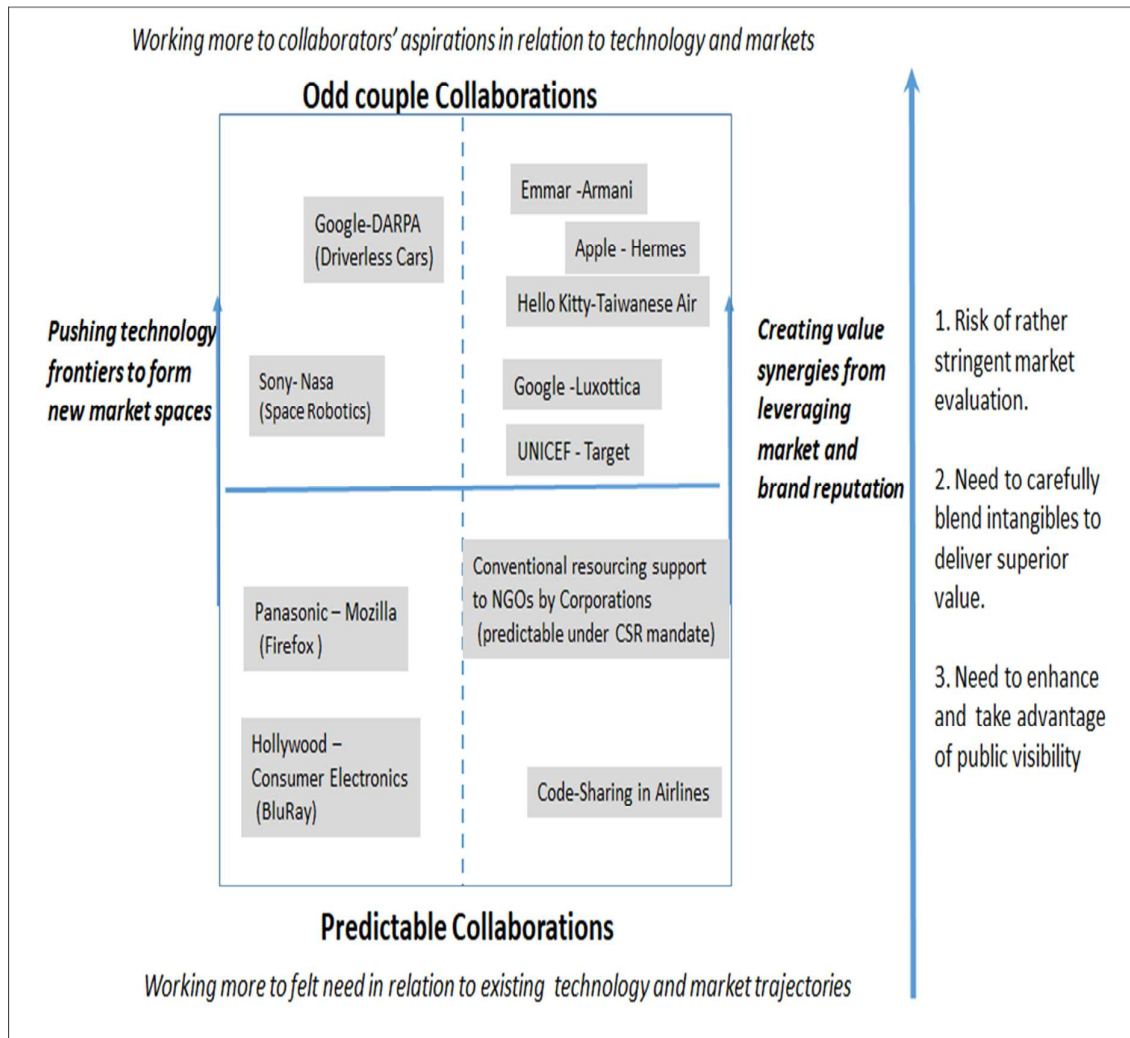 Working more to collaborators' aspirations in relation to technology and markets
Odd couple Collaborations
Google-DARPA
(Driverless Cars)
Sony- Nasa
(Space Robotics)
Emmar -Armani
Apple - Hermes
Hello Kitty-Taiwanese Air
Google -Luxottica
UNICEF - Target
Pushing technology
frontiers to form
new market spaces
Creating value
synergies from
leveraging
market and
brand reputation
Panasonic – Mozilla
(Firefox )
Hollywood –
Consumer Electronics
(BluRay)
Conventional resourcing support
to NGOs by Corporations
(predictable under CSR mandate)
Code-Sharing in Airlines
1. Risk of rather
stringent market
evaluation.
2. Need to carefully
blend intangibles to
deliver superior
value.
3. Need to enhance
and take advantage
of public visibility
Predictable Collaborations
Working more to felt need in relation to existing technology and market trajectories